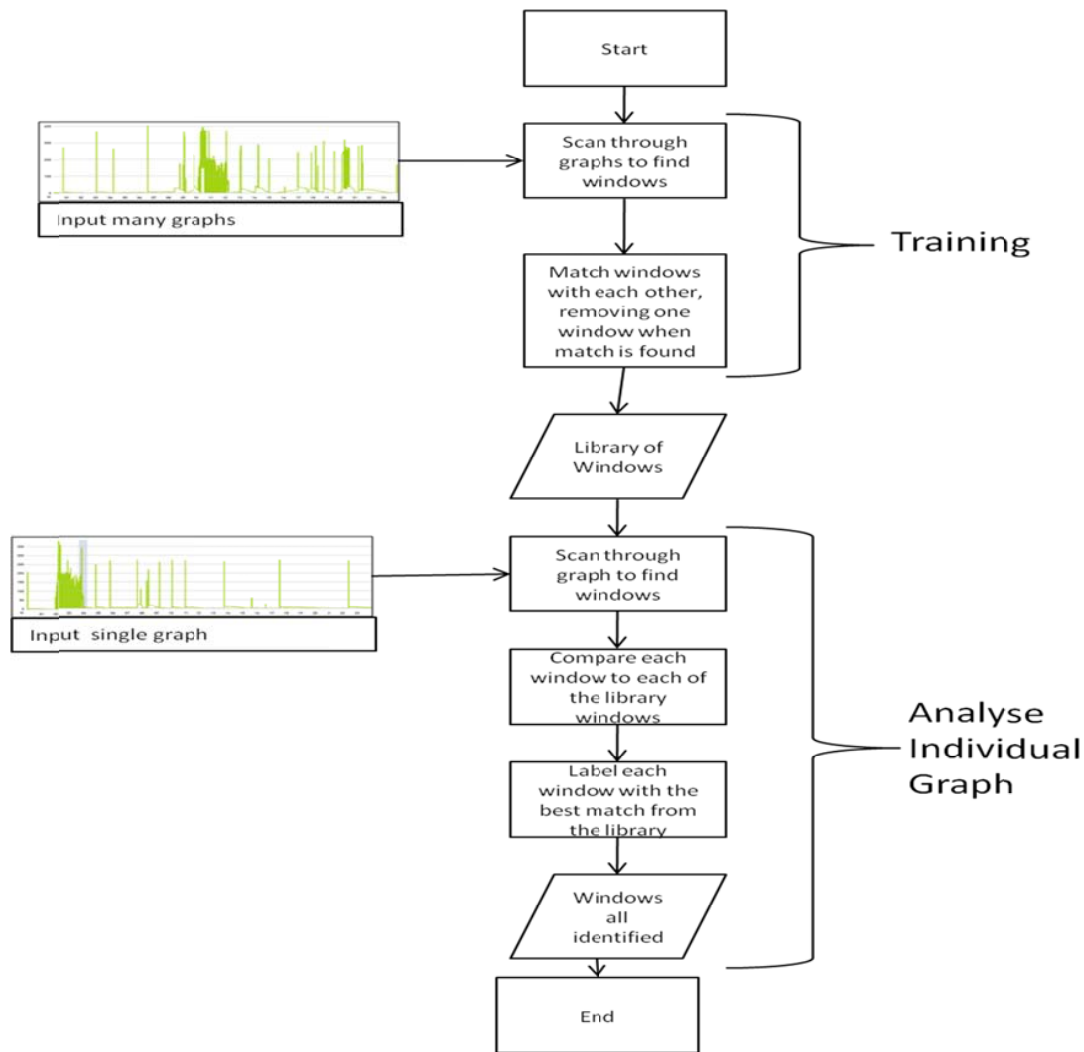 Start
Scan through
graphs to find
windows
Input many graphs
Training
Match windows
with each other,
removing one
window when
match is found
Library of
Windows
Scan through
graph to find
windows
Input single graph
Compare each
window to each of
the library
windows
Analyse
Individual
Graph
Label each
window with the
best match from
the library
Windows
all
identified
End